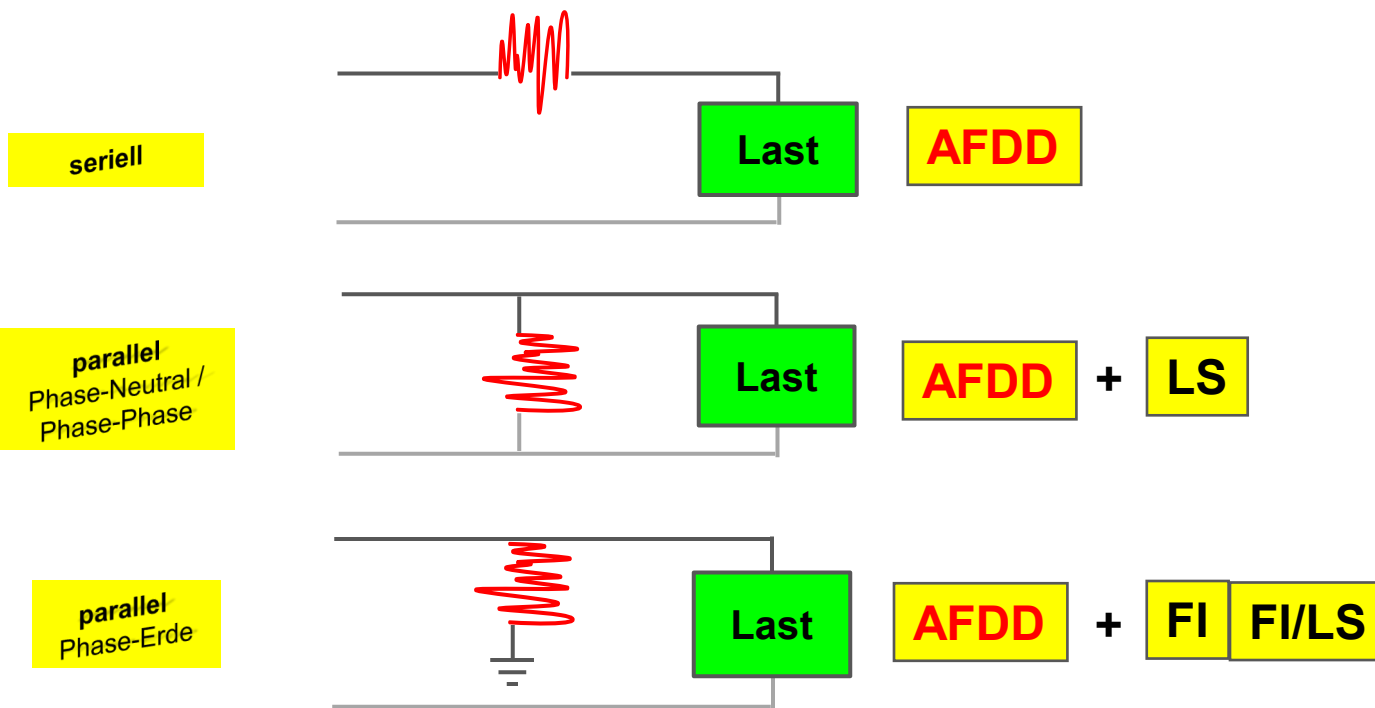 seriell
Last
AFDD
parallel
Phase-Neutral /
Phase-Phase
Last
AFDD + LS
parallel
Phase-Erde
Last
AFDD + FI FI/LS